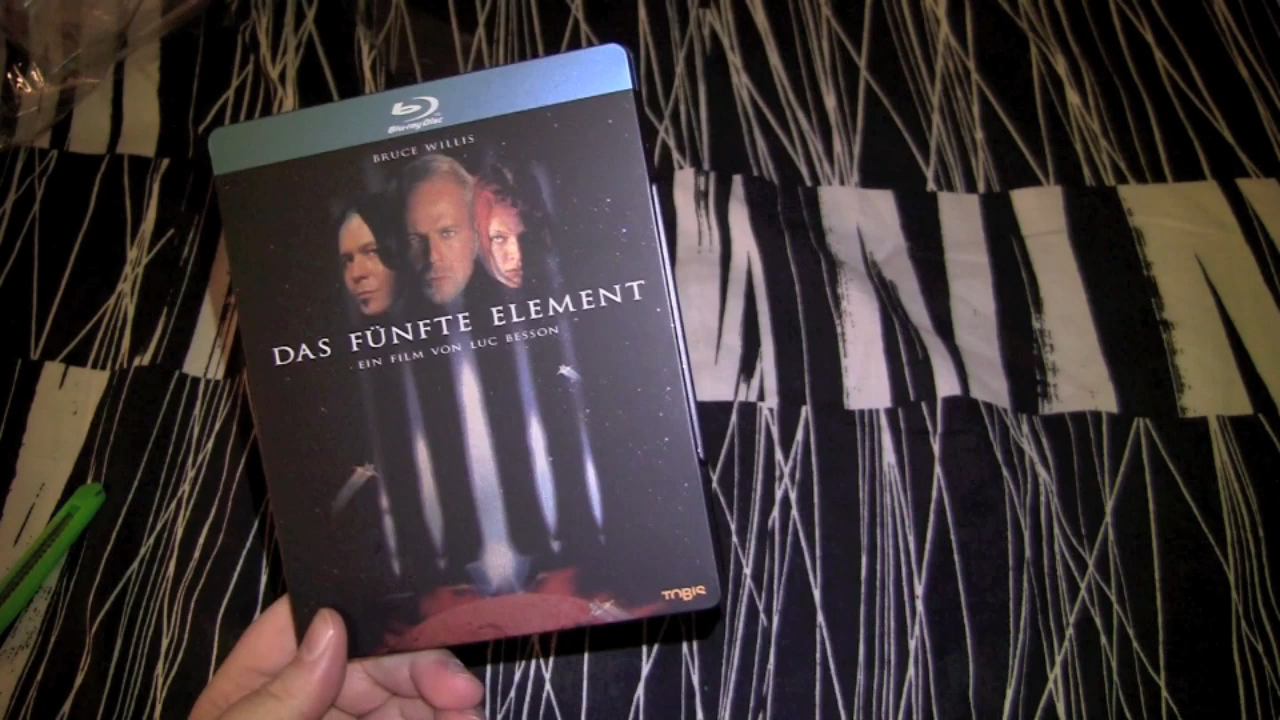 Blu-ray Disc
BRUCE WILLIS
DAS FÜNFTE ELEMENT
EIN FILM VON LUC BESSON
TOBIS